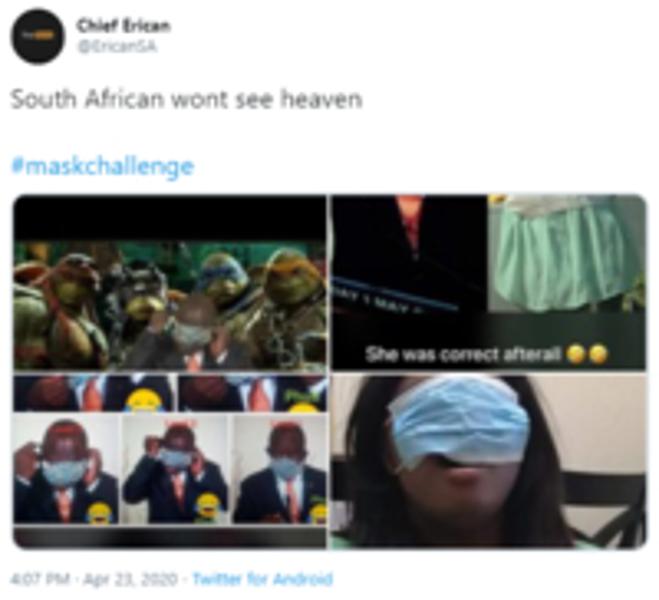 Chief Erican
@EricanSA
South African wont see heaven
#maskchallenge
She was correct afterall 🤣🤣
4:07 PM · Apr 23, 2020 · Twitter for Android